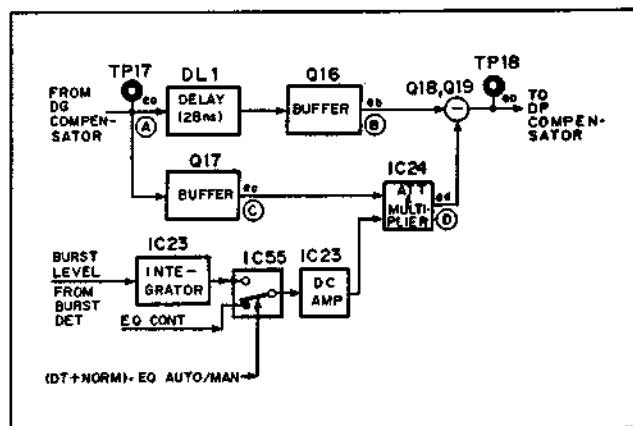 TP17
DL1
Q16
TP18
Q18,Q19
FROM
DG
COMPEN-
SATOR
eo
A
DELAY
(28ns)
BUFFER
eb
B
−
eo
TO
DP
COMPEN-
SATOR
Q17
BUFFER
ec
C
IC24
ATT
MULTI-
PLIER
ed
D
IC23
IC55
IC23
BURST
LEVEL
FROM
BURST
DET
INTE-
GRATOR
DC
AMP
EQ CONT
(DT+NORM)·EQ AUTO/MAN